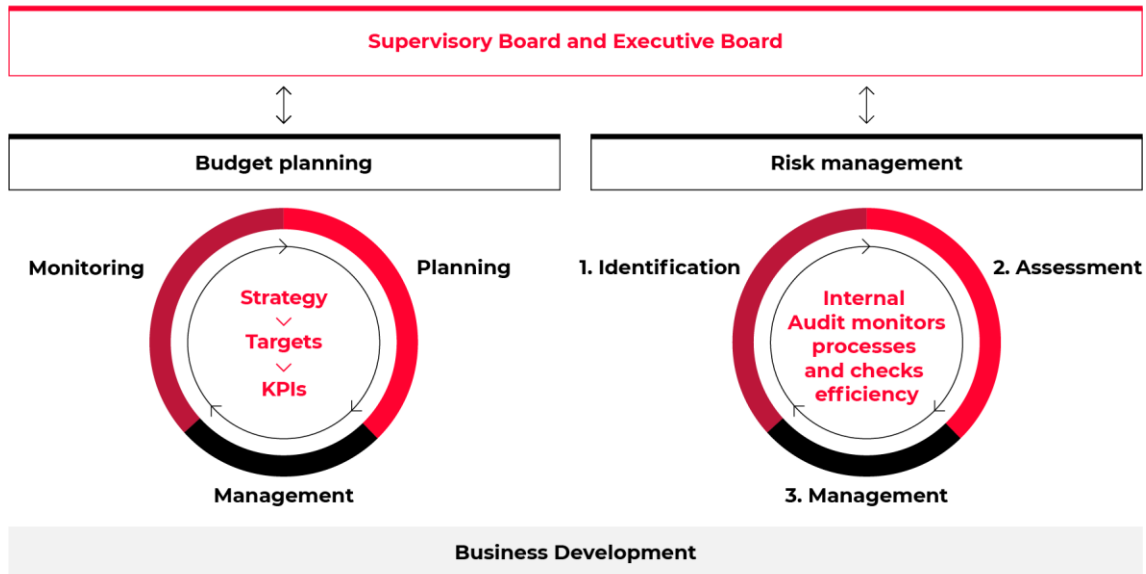 Supervisory Board and Executive Board
Budget planning
Monitoring
Planning
Strategy
Targets
KPIs
Management
Risk management
1. Identification
2. Assessment
Internal
Audit monitors
processes
and checks
efficiency
3. Management
Business Development